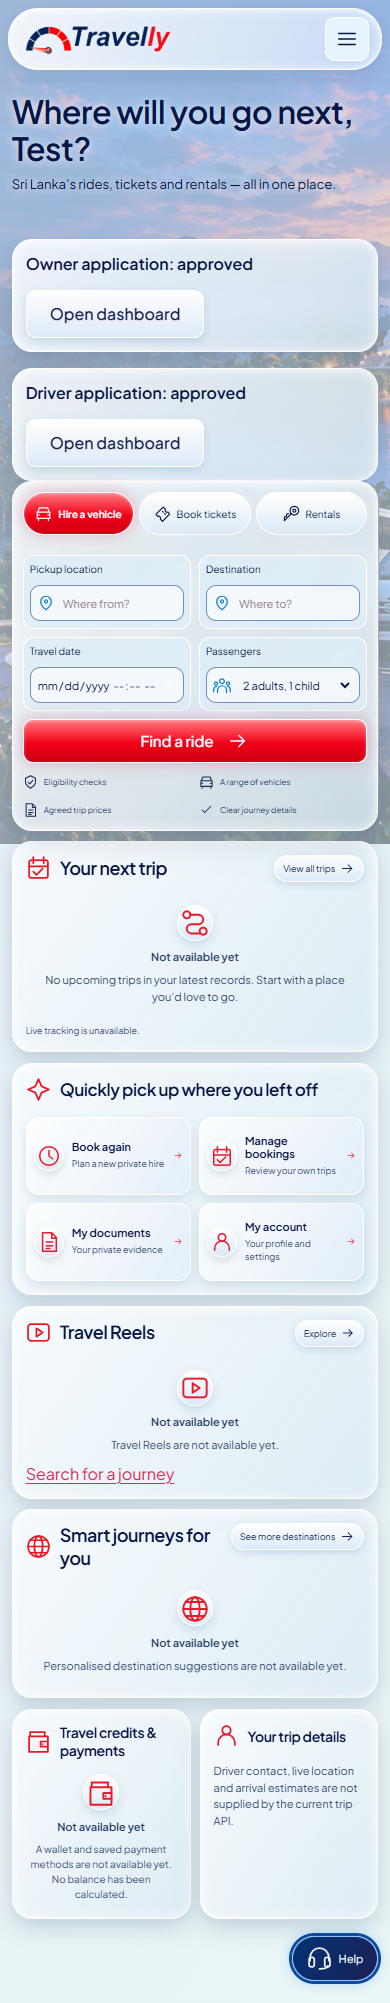 Travelly
Where will you go next,
Test?
Sri Lanka's rides, tickets and rentals — all in one place.
Owner application: approved
Open dashboard
Driver application: approved
Open dashboard
Hire a vehicle
Book tickets
Rentals
Pickup location
Destination
Where from?
Where to?
Travel date
Passengers
mm/dd/yyyy --:-- --
2 adults, 1 child
Find a ride
Eligibility checks
A range of vehicles
Agreed trip prices
Clear journey details
Your next trip
View all trips
Not available yet
No upcoming trips in your latest records. Start with a place
you'd love to go.
Live tracking is unavailable.
Quickly pick up where you left off
Book again
Plan a new private hire
Manage
bookings
Review your own trips
My documents
Your private evidence
My account
Your profile and
settings
Travel Reels
Explore
Not available yet
Travel Reels are not available yet.
Search for a journey
Smart journeys for
you
See more destinations
Not available yet
Personalised destination suggestions are not available yet.
Travel credits &
payments
Not available yet
A wallet and saved payment
methods are not available yet.
No balance has been
calculated.
Your trip details
Driver contact, live location
and arrival estimates are not
supplied by the current trip
API.
Help